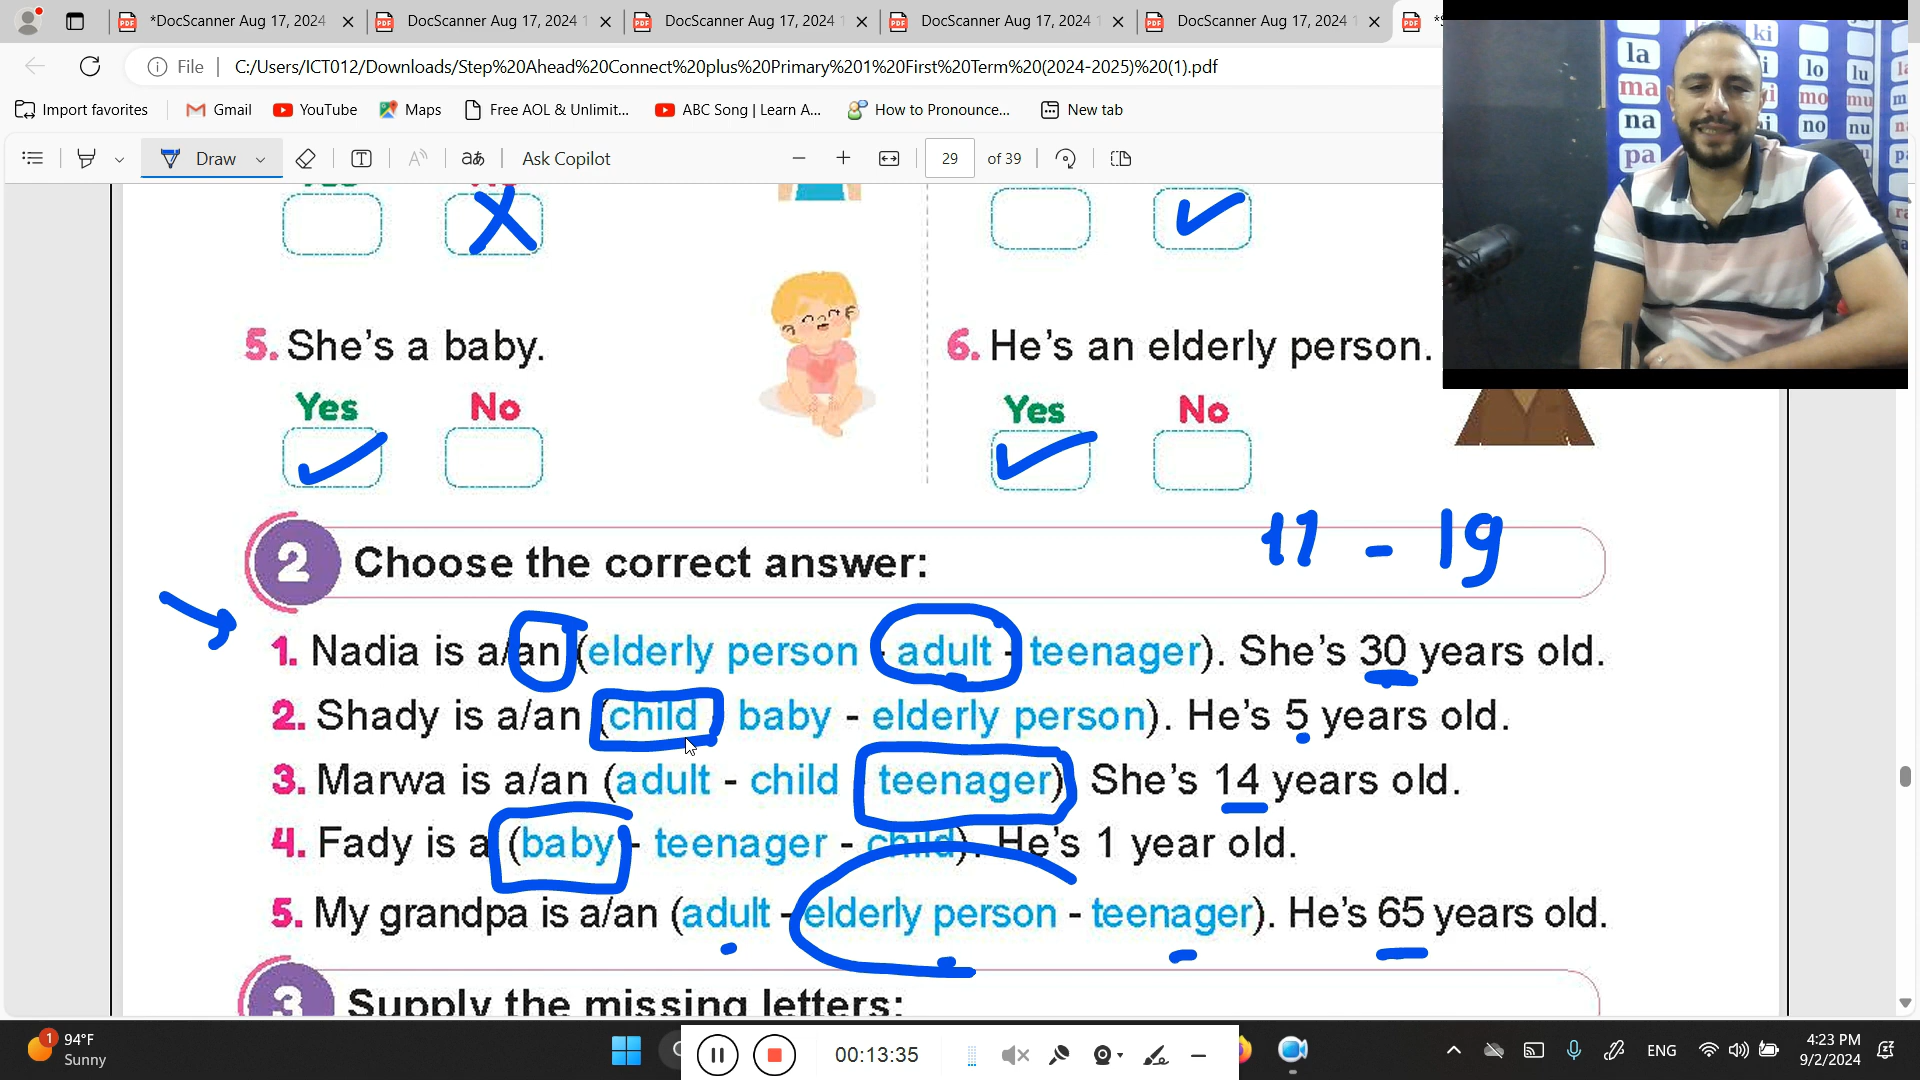 *DocScanner Aug 17, 2024
DocScanner Aug 17, 2024 1
DocScanner Aug 17, 2024
DocScanner Aug 17, 2024 1
DocScanner Aug 17, 2024 1
File
C:/Users/ICT012/Downloads/Step%20Ahead%20Connect%20plus%20Primary%201%20First%20Term%20(2024-2025)%20(1).pdf
Import favorites
Gmail
YouTube
Maps
Free AOL & Unlimit...
ABC Song | Learn A...
How to Pronounce...
New tab
Draw
Ask Copilot
29 of 39
la
ma
na
pa
ki
lo
mo
no
lu
mu
nu
5. She's a baby.
Yes No
6. He's an elderly person.
Yes No
11 - 19
2 Choose the correct answer:
1. Nadia is a/an (elderly person - adult - teenager). She's 30 years old.
2. Shady is a/an (child baby - elderly person). He's 5 years old.
3. Marwa is a/an (adult - child teenager) She's 14 years old.
4. Fady is a (baby - teenager - child). He's 1 year old.
5. My grandpa is a/an (adult - elderly person - teenager). He's 65 years old.
3 Supply the missing letters:
1
94°F
Sunny
00:13:35
ENG
4:23 PM
9/2/2024